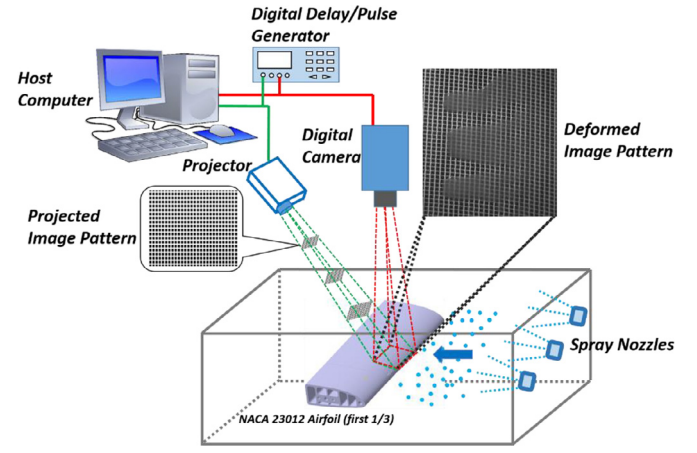 Digital Delay/Pulse
Generator
Host
Computer
Digital
Camera
Deformed
Image Pattern
Projector
Projected
Image Pattern
Spray Nozzles
NACA 23012 Airfoil (first 1/3)